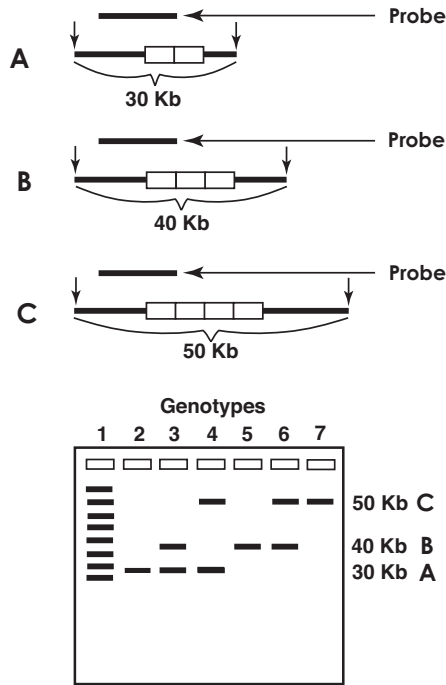 Probe
A
30 Kb
Probe
B
40 Kb
Probe
C
50 Kb
Genotypes
1 2 3 4 5 6 7
50 Kb C
40 Kb B
30 Kb A